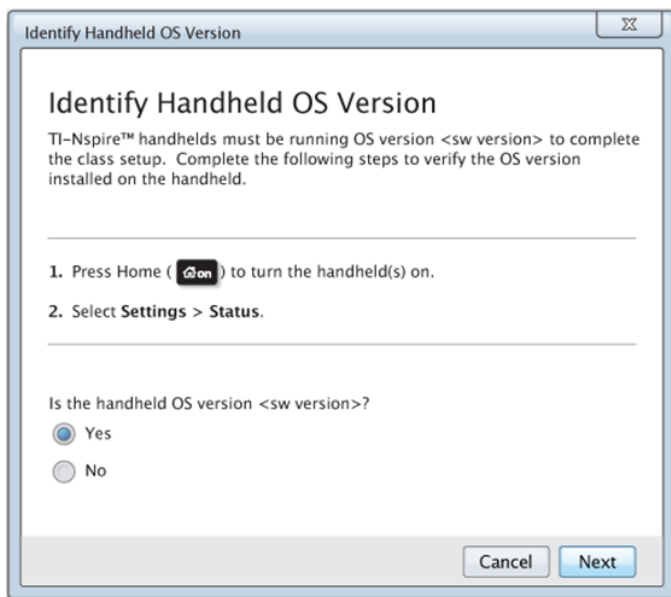 Identify Handheld OS Version
Identify Handheld OS Version
TI-Nspire™ handhelds must be running OS version <sw version> to complete
the class setup. Complete the following steps to verify the OS version
installed on the handheld.
1. Press Home ( on ) to turn the handheld(s) on.
2. Select Settings > Status.
Is the handheld OS version <sw version>?
Yes
No
Cancel Next